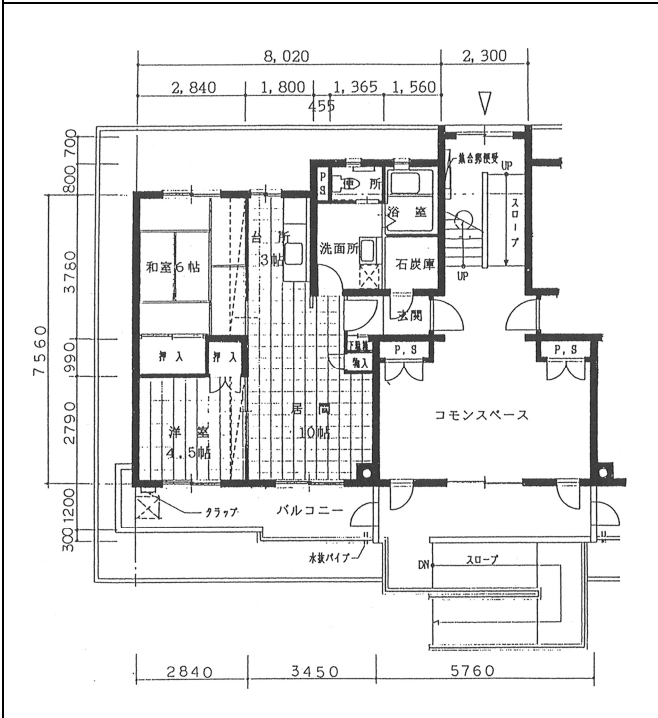 8,020
2,300
2,840
1,800
1,365
1,560
455
700
800
3780
7560
990
2790
1200
300
集合郵便受
UP
PS
便所
浴室
スロープ
台所
3帖
洗面所
和室6帖
石炭庫
UP
玄関
下駄箱
物入
押入
押入
P,S
P,S
居間
10帖
コモンスペース
洋室
4.5帖
クラップ
バルコニー
水抜パイプ
DN
スロープ
2840
3450
5760